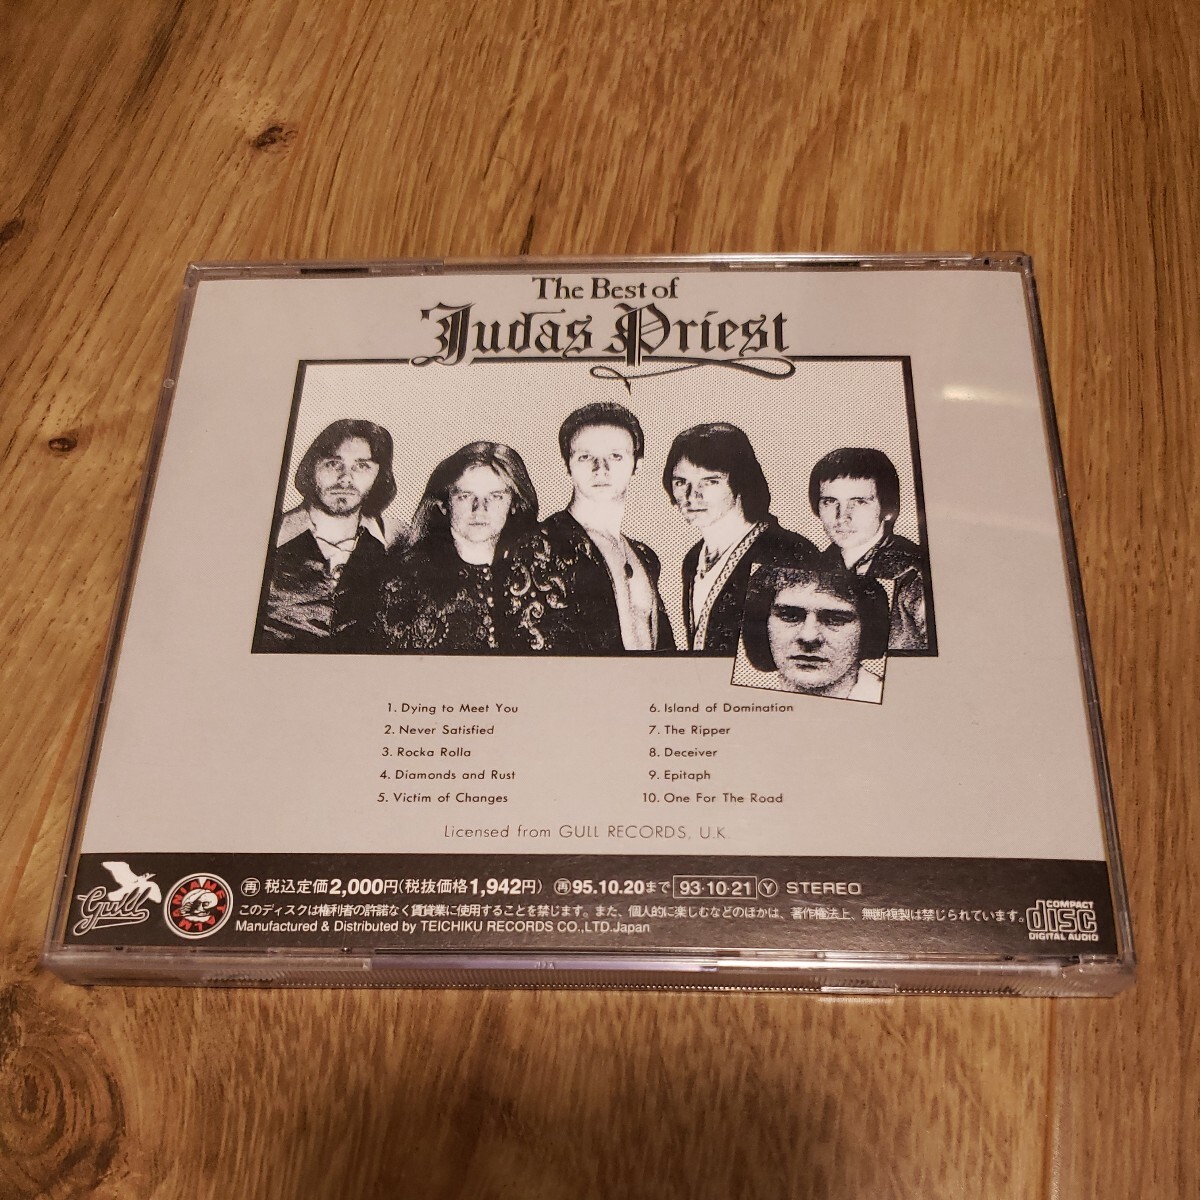 The Best of
Judas Priest
1. Dying to Meet You
2. Never Satisfied
3. Rocka Rolla
4. Diamonds and Rust
5. Victim of Changes
6. Island of Domination
7. The Ripper
8. Deceiver
9. Epitaph
10. One For The Road
Licensed from GULL RECORDS, U.K.
Gull
METALMANIA
再 税込定価2,000円(税抜価格1,942円) 再95.10.20まで 93·10·21 Y STEREO
このディスクは権利者の許諾なく賃貸業に使用することを禁じます。また、個人的に楽しむなどのほかは、著作権法上、無断複製は禁じられています。
Manufactured & Distributed by TEICHIKU RECORDS CO.,LTD.Japan
COMPACT
disc
DIGITAL AUDIO